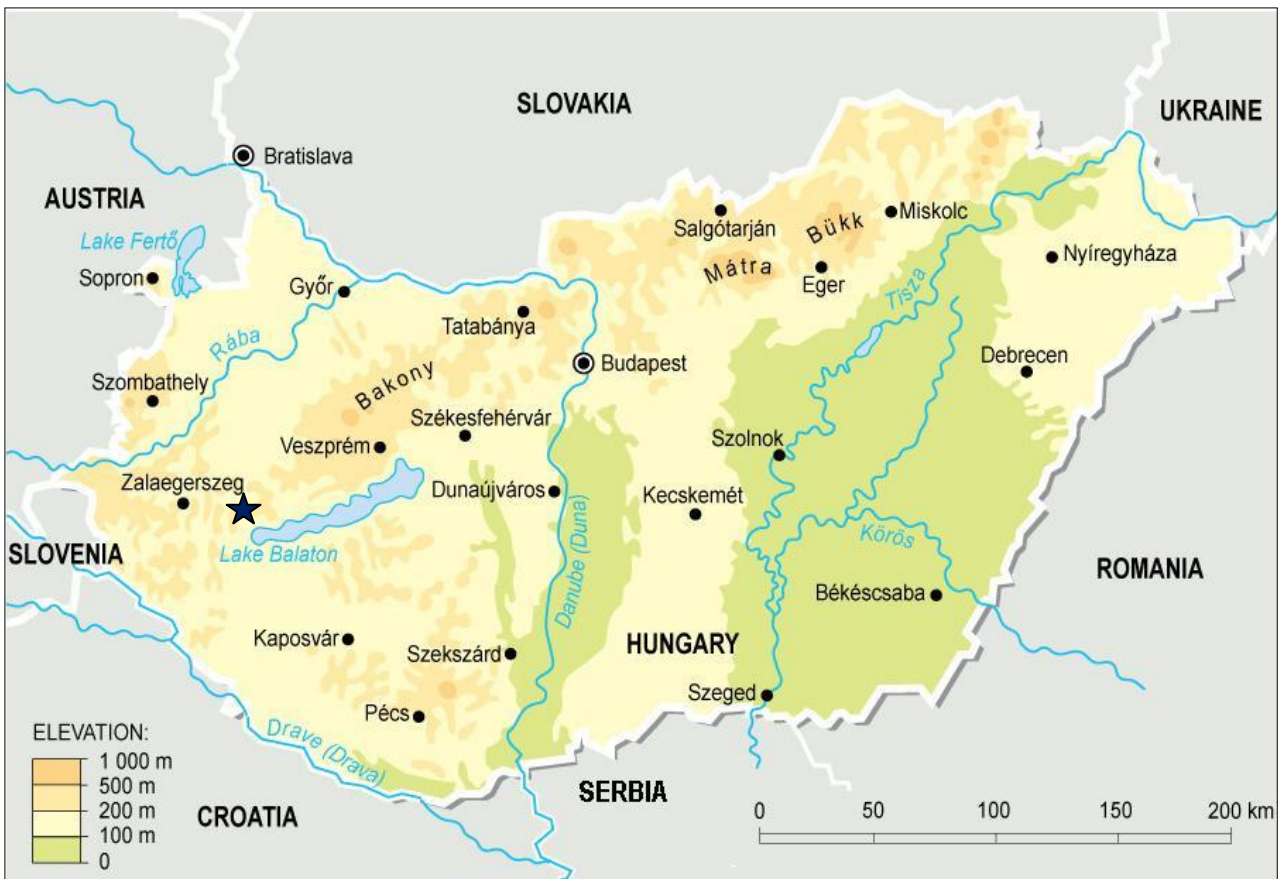 SLOVAKIA
UKRAINE
Bratislava
AUSTRIA
Lake Fertő
Sopron
Győr
Salgótarján
Bükk
Miskolc
Mátra
Eger
Nyíregyháza
Tisza
Tatabánya
Rába
Budapest
Debrecen
Szombathely
Bakony
Székesfehérvár
Veszprém
Szolnok
Zalaegerszeg
Dunaújváros
Kecskemét
Danube (Duna)
Körös
SLOVENIA
Lake Balaton
ROMANIA
Békéscsaba
Kaposvár
Szekszárd
HUNGARY
Szeged
Pécs
Drave (Drava)
ELEVATION:
1 000 m
500 m
200 m
100 m
0
CROATIA
SERBIA
0 50 100 150 200 km